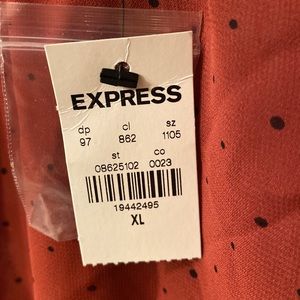 EXPRESS
dp cl sz
97 862 1105
st co
08625102 0023
19442495
XL